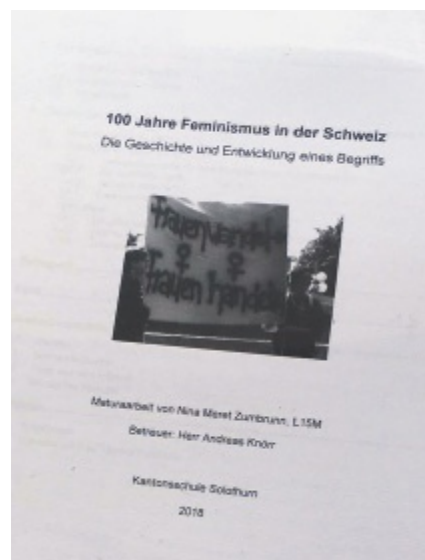 100 Jahre Feminismus in der Schweiz
Die Geschichte und Entwicklung eines Begriffs
frauen
frauen handeln
Maturaarbeit von Nina Meret Zumbrunn, L15M
Betreuer: Herr Andreas Knörr
Kantonsschule Solothurn
2018